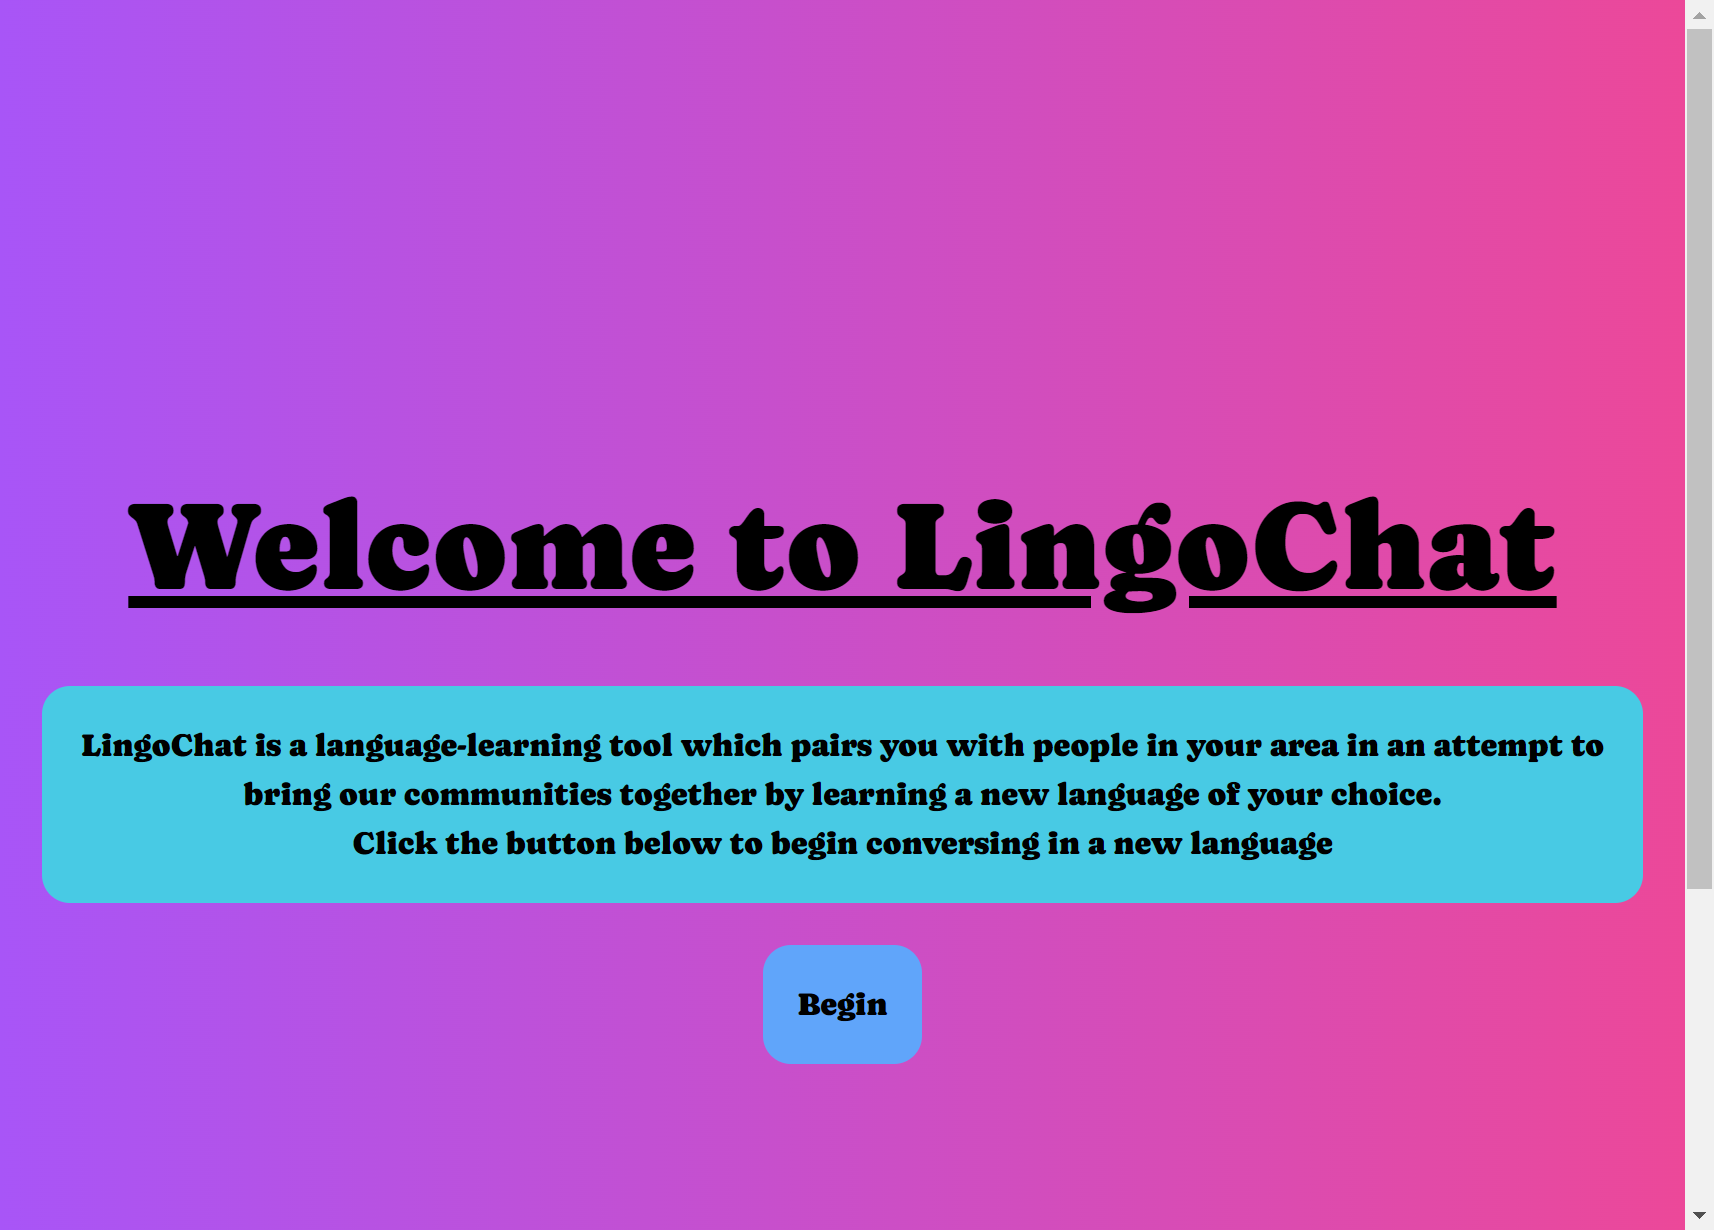 Welcome to LingoChat
LingoChat is a language-learning tool which pairs you with people in your area in an attempt to
bring our communities together by learning a new language of your choice.
Click the button below to begin conversing in a new language
Begin